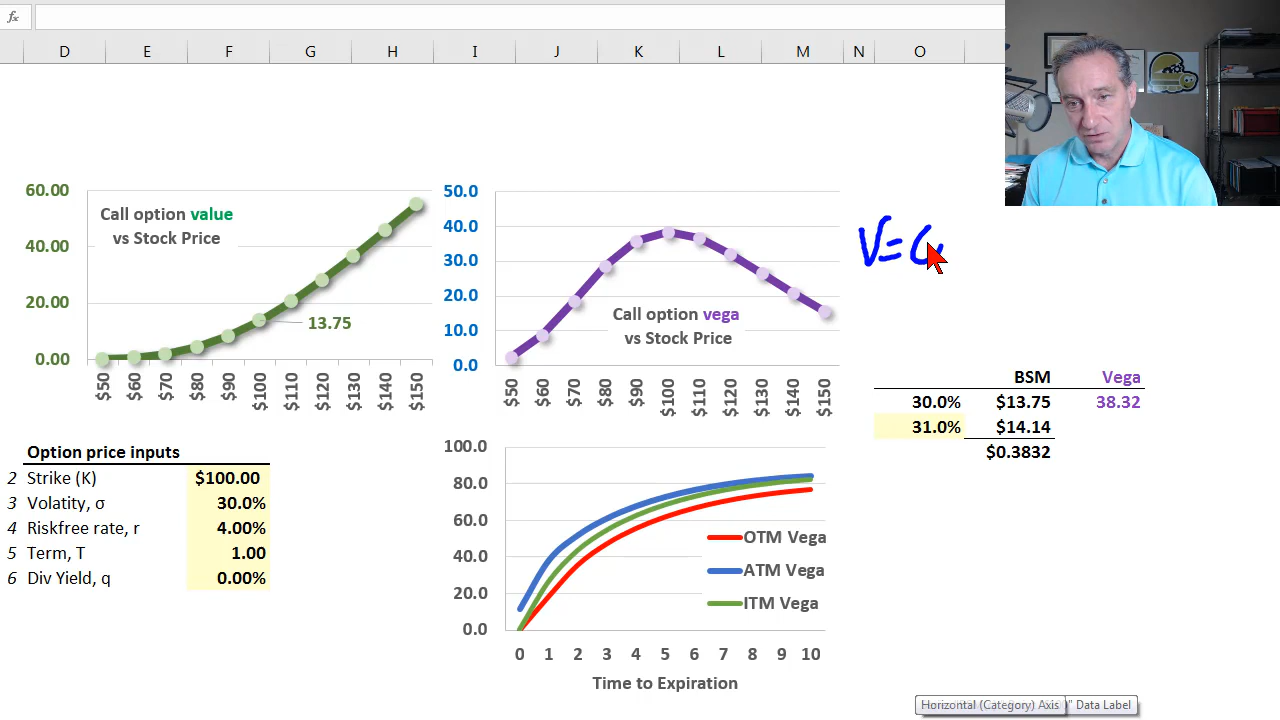 fx
D E F G H I J K L M N O
60.00
40.00
20.00
0.00
Call option value
vs Stock Price
13.75
$50 $60 $70 $80 $90 $100 $110 $120 $130 $140 $150
50.0
40.0
30.0
20.0
10.0
0.0
Call option vega
vs Stock Price
$50 $60 $70 $80 $90 $100 $110 $120 $130 $140 $150
V=
BSM Vega
30.0% $13.75 38.32
31.0% $14.14
$0.3832
Option price inputs
2 Strike (K) $100.00
3 Volatity, σ 30.0%
4 Riskfree rate, r 4.00%
5 Term, T 1.00
6 Div Yield, q 0.00%
100.0
80.0
60.0
40.0
20.0
0.0
OTM Vega
ATM Vega
ITM Vega
0 1 2 3 4 5 6 7 8 9 10
Time to Expiration
Horizontal (Category) Axis
" Data Label